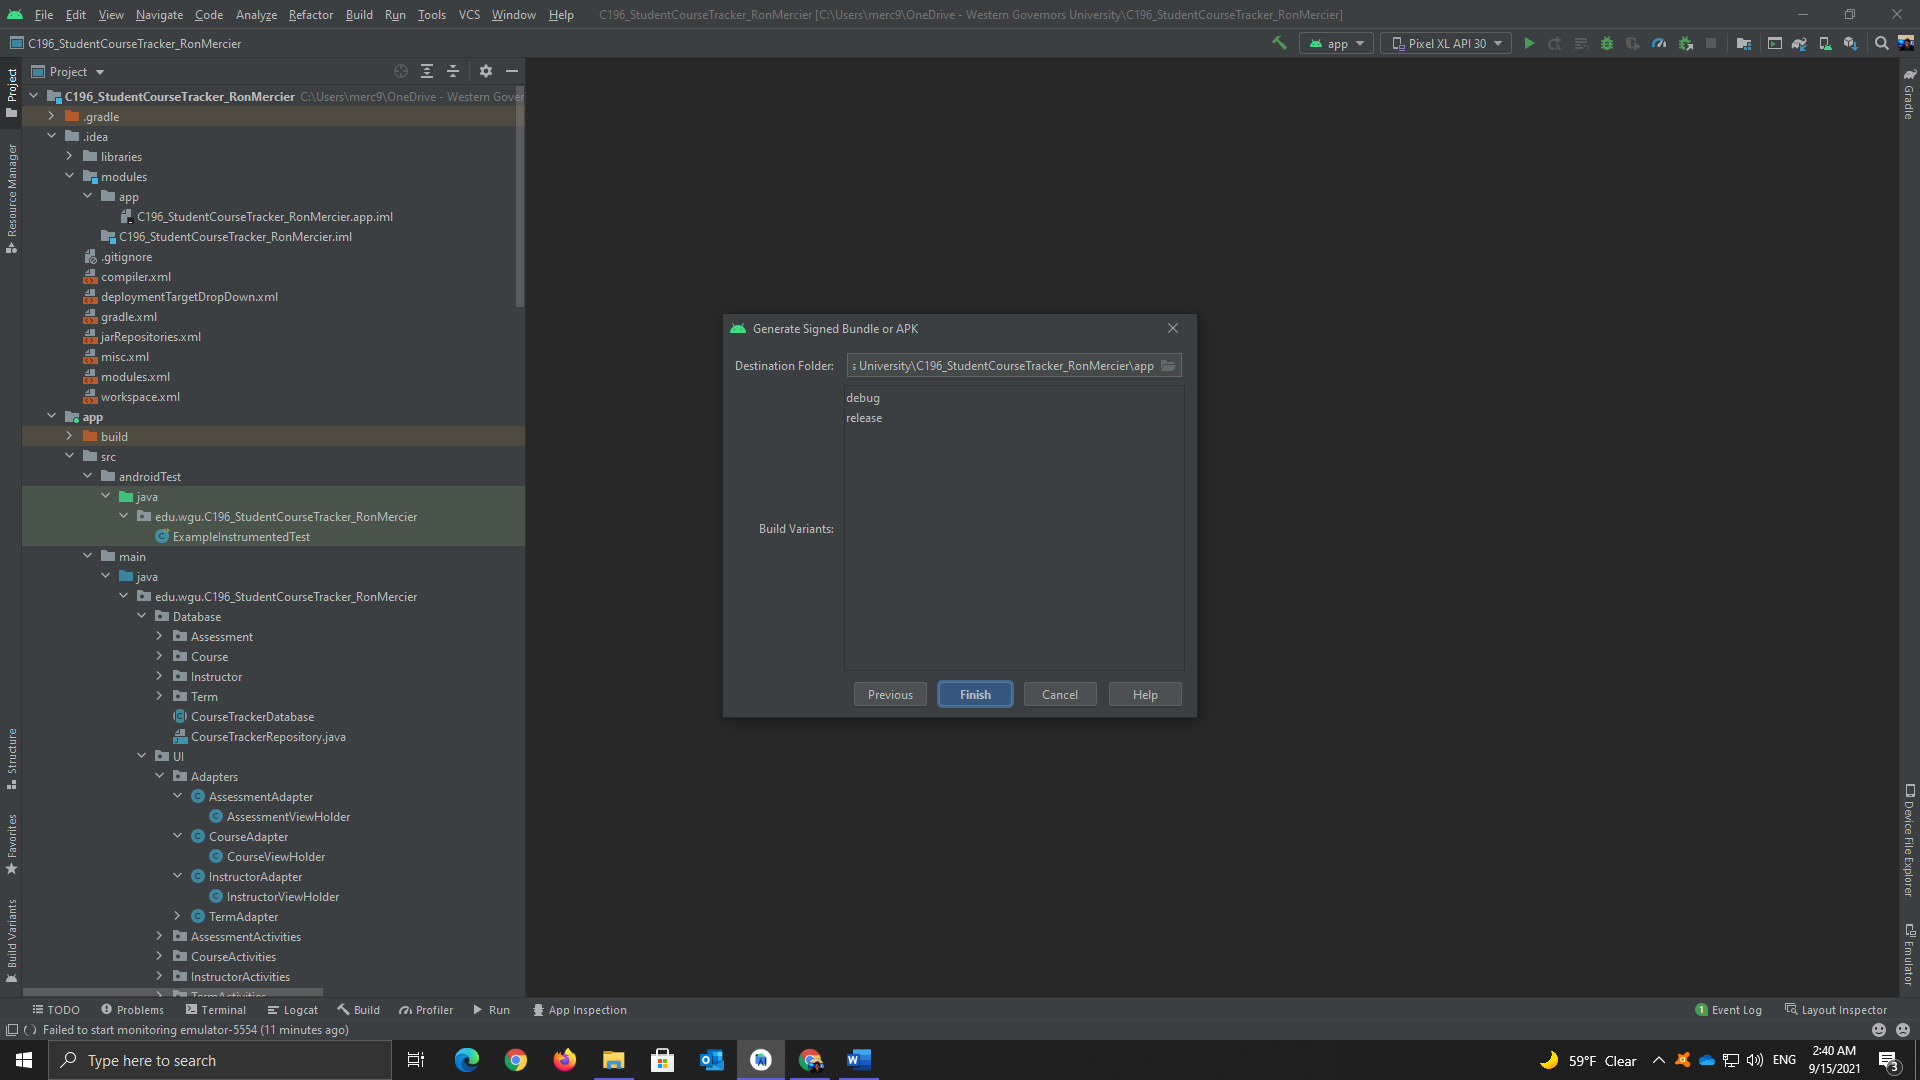 File Edit View Navigate Code Analyze Refactor Build Run Tools VCS Window Help C196_StudentCourseTracker_RonMercier [C:\Users\merc9\OneDrive - Western Governors University\C196_StudentCourseTracker_RonMercier]
C196_StudentCourseTracker_RonMercier app Pixel XL API 30
Project
Project
Gradle
Resource Manager
Structure
Favorites
Build Variants
C196_StudentCourseTracker_RonMercier C:\Users\merc9\OneDrive - Western Gover
.gradle
.idea
libraries
modules
app
C196_StudentCourseTracker_RonMercier.app.iml
C196_StudentCourseTracker_RonMercier.iml
.gitignore
compiler.xml
deploymentTargetDropDown.xml
gradle.xml
jarRepositories.xml
misc.xml
modules.xml
workspace.xml
app
build
src
androidTest
java
edu.wgu.C196_StudentCourseTracker_RonMercier
ExampleInstrumentedTest
main
java
edu.wgu.C196_StudentCourseTracker_RonMercier
Database
Assessment
Course
Instructor
Term
CourseTrackerDatabase
CourseTrackerRepository.java
UI
Adapters
AssessmentAdapter
AssessmentViewHolder
CourseAdapter
CourseViewHolder
InstructorAdapter
InstructorViewHolder
TermAdapter
AssessmentActivities
CourseActivities
InstructorActivities
TermActivities
Generate Signed Bundle or APK
Destination Folder: s University\C196_StudentCourseTracker_RonMercier\app
debug
release
Build Variants:
Previous Finish Cancel Help
Device File Explorer
Emulator
TODO Problems Terminal Logcat Build Profiler Run App Inspection 1 Event Log Layout Inspector
Failed to start monitoring emulator-5554 (11 minutes ago)
Type here to search
59°F Clear ENG
2:40 AM
9/15/2021
3